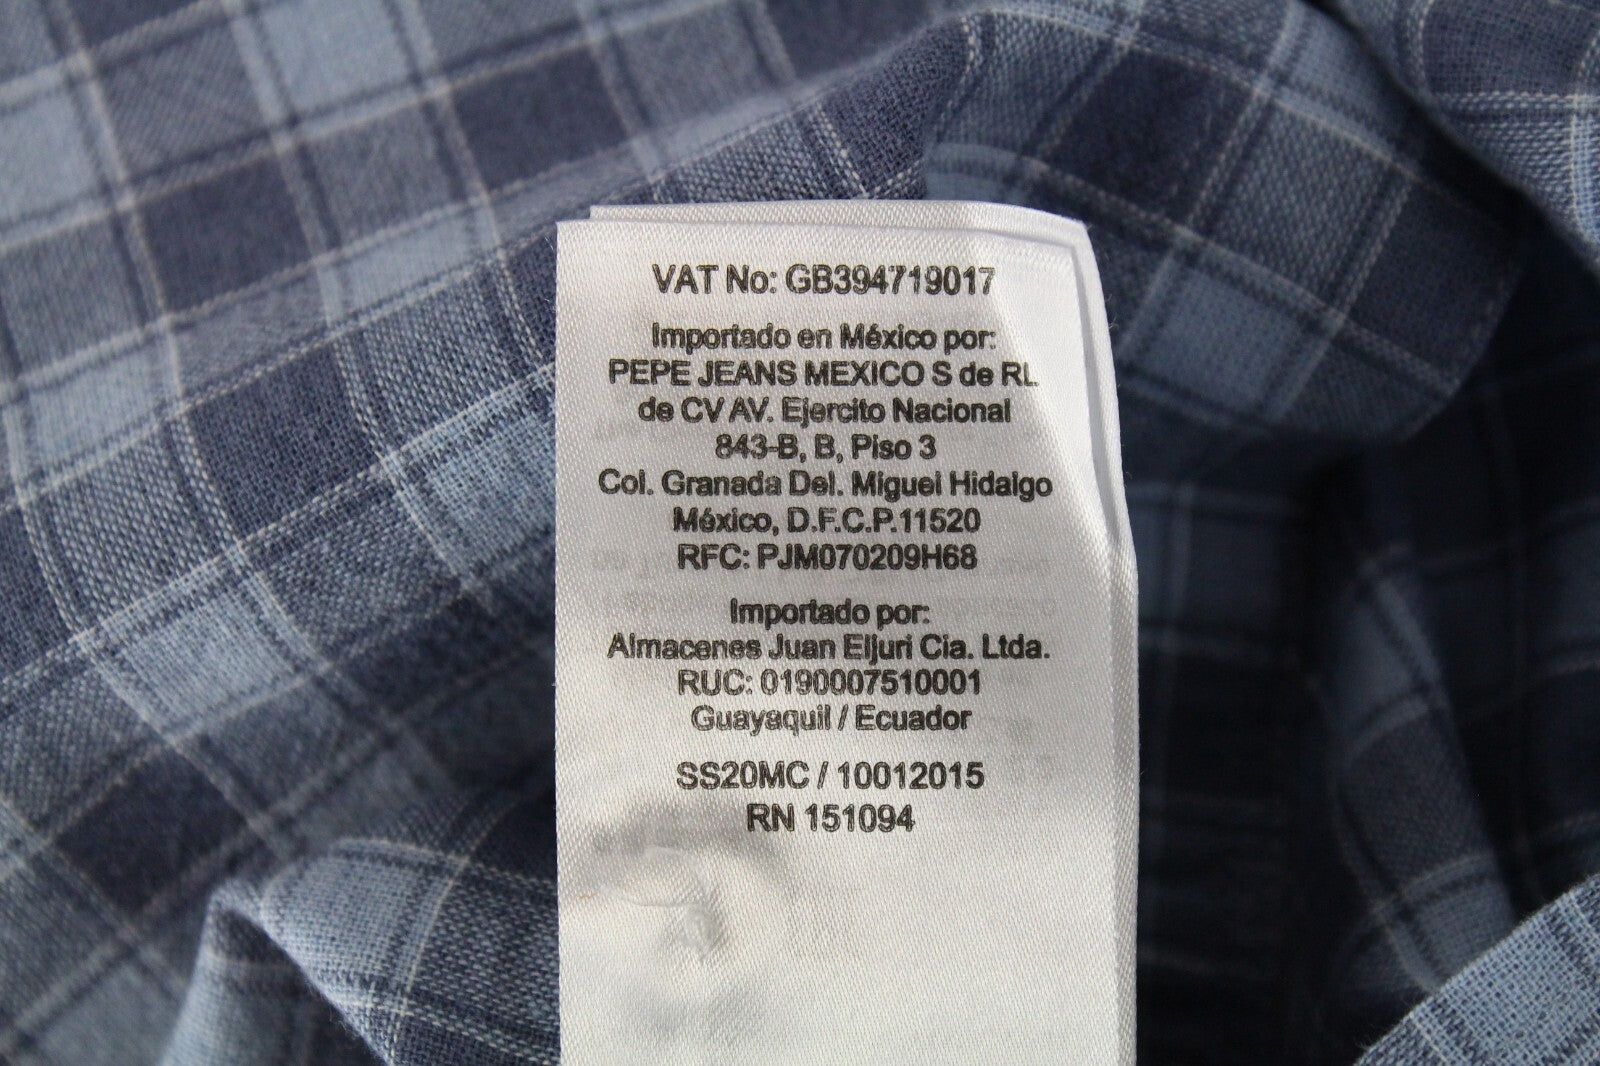 VAT No: GB394719017
Importado en México por:
PEPE JEANS MEXICO S de RL
de CV AV. Ejercito Nacional
843-B, B, Piso 3
Col. Granada Del. Miguel Hidalgo
México, D.F.C.P.11520
RFC: PJM070209H68
Importado por:
Almacenes Juan Eljuri Cia. Ltda.
RUC: 0190007510001
Guayaquil / Ecuador
SS20MC / 10012015
RN 151094